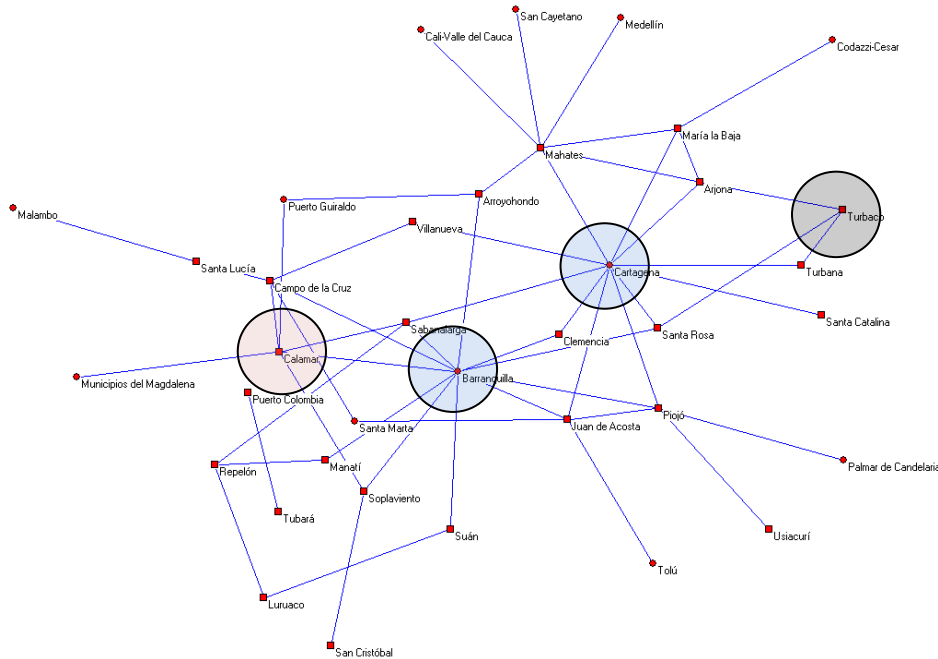 San Cayetano
Medellín
Cali-Valle del Cauca
Codazzi-Cesar
María la Baja
Mahates
Arjona
Puerto Guiraldo
Arroyohondo
Malambo
Turbaco
Villanueva
Santa Lucía
Cartagena
Turbana
Campo de la Cruz
Santa Catalina
Sabanalarga
Santa Rosa
Clemencia
Calamar
Barranquilla
Municipios del Magdalena
Puerto Colombia
Piojó
Santa Marta
Juan de Acosta
Manatí
Palmar de Candelaria
Repelón
Soplaviento
Tubará
Suán
Usiacurí
Tolú
Luruaco
San Cristóbal